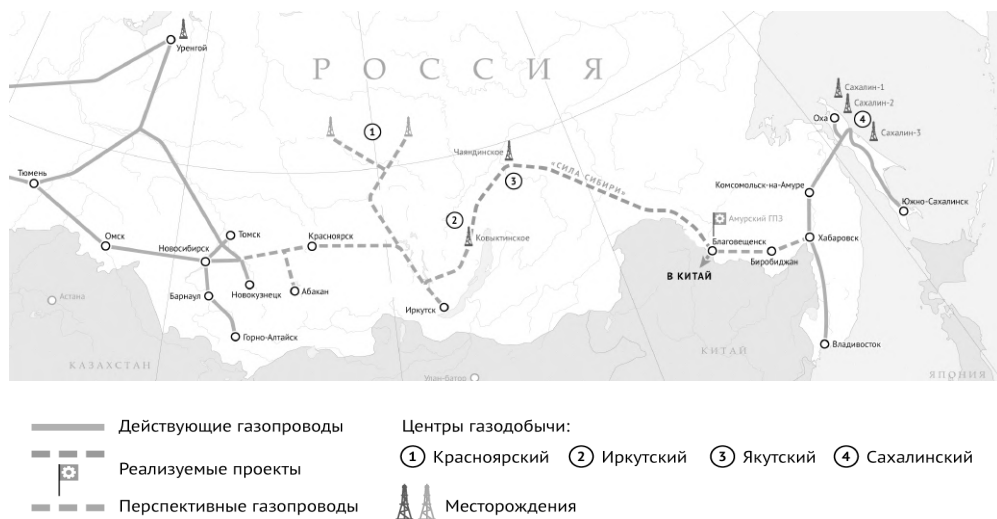 Уренгой
РОССИЯ
Сахалин-1
Сахалин-2
Оха
4
Сахалин-3
1
Чаяндинское
3
«СИЛА СИБИРИ»
Тюмень
Комсомольск-на-Амуре
Южно-Сахалинск
2
Амурский ГПЗ
Омск
Новосибирск
Томск
Красноярск
Ковыктинское
Благовещенск
Хабаровск
Биробиджан
В КИТАЙ
Астана
Барнаул
Новокузнецк
Абакан
Иркутск
Горно-Алтайск
Владивосток
КАЗАХСТАН
КИТАЙ
Улан-батор
ЯПОНИЯ
Действующие газопроводы
Центры газодобычи:
Реализуемые проекты
1 Красноярский 2 Иркутский 3 Якутский 4 Сахалинский
Перспективные газопроводы
Месторождения